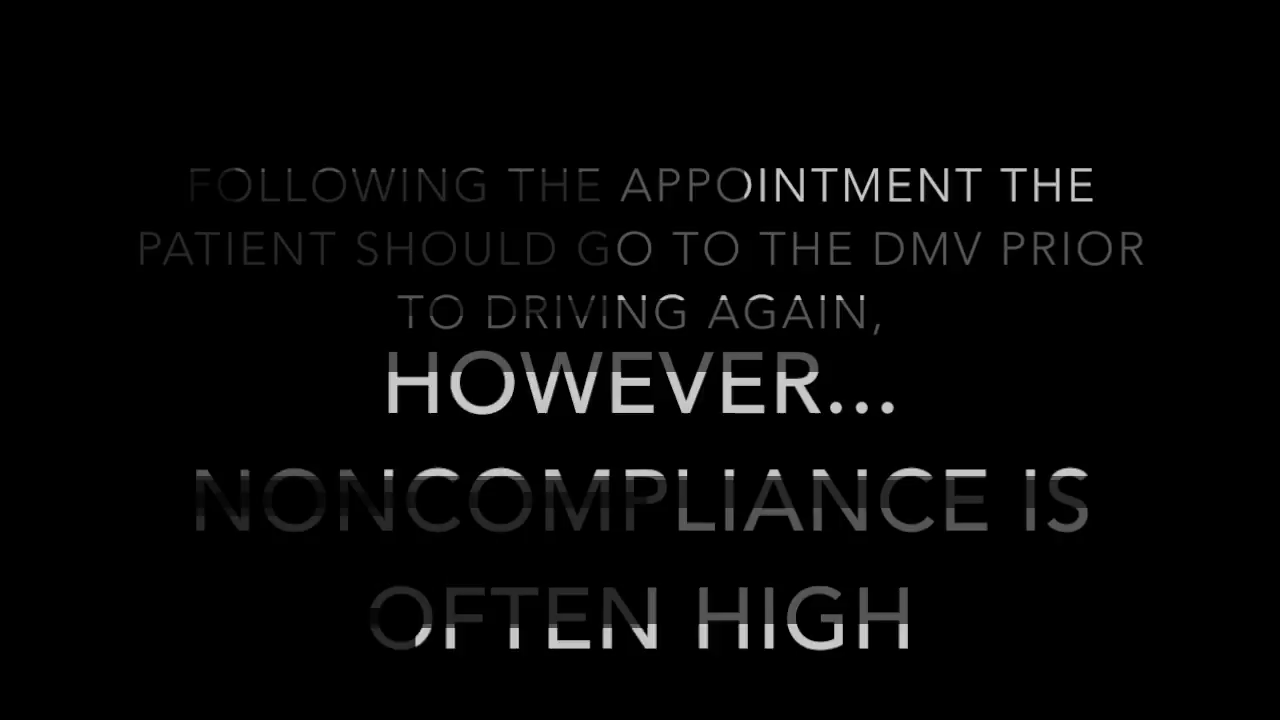 FOLLOWING THE APPOINTMENT THE
PATIENT SHOULD GO TO THE DMV PRIOR
TO DRIVING AGAIN,
HOWEVER...
NONCOMPLIANCE IS
OFTEN HIGH